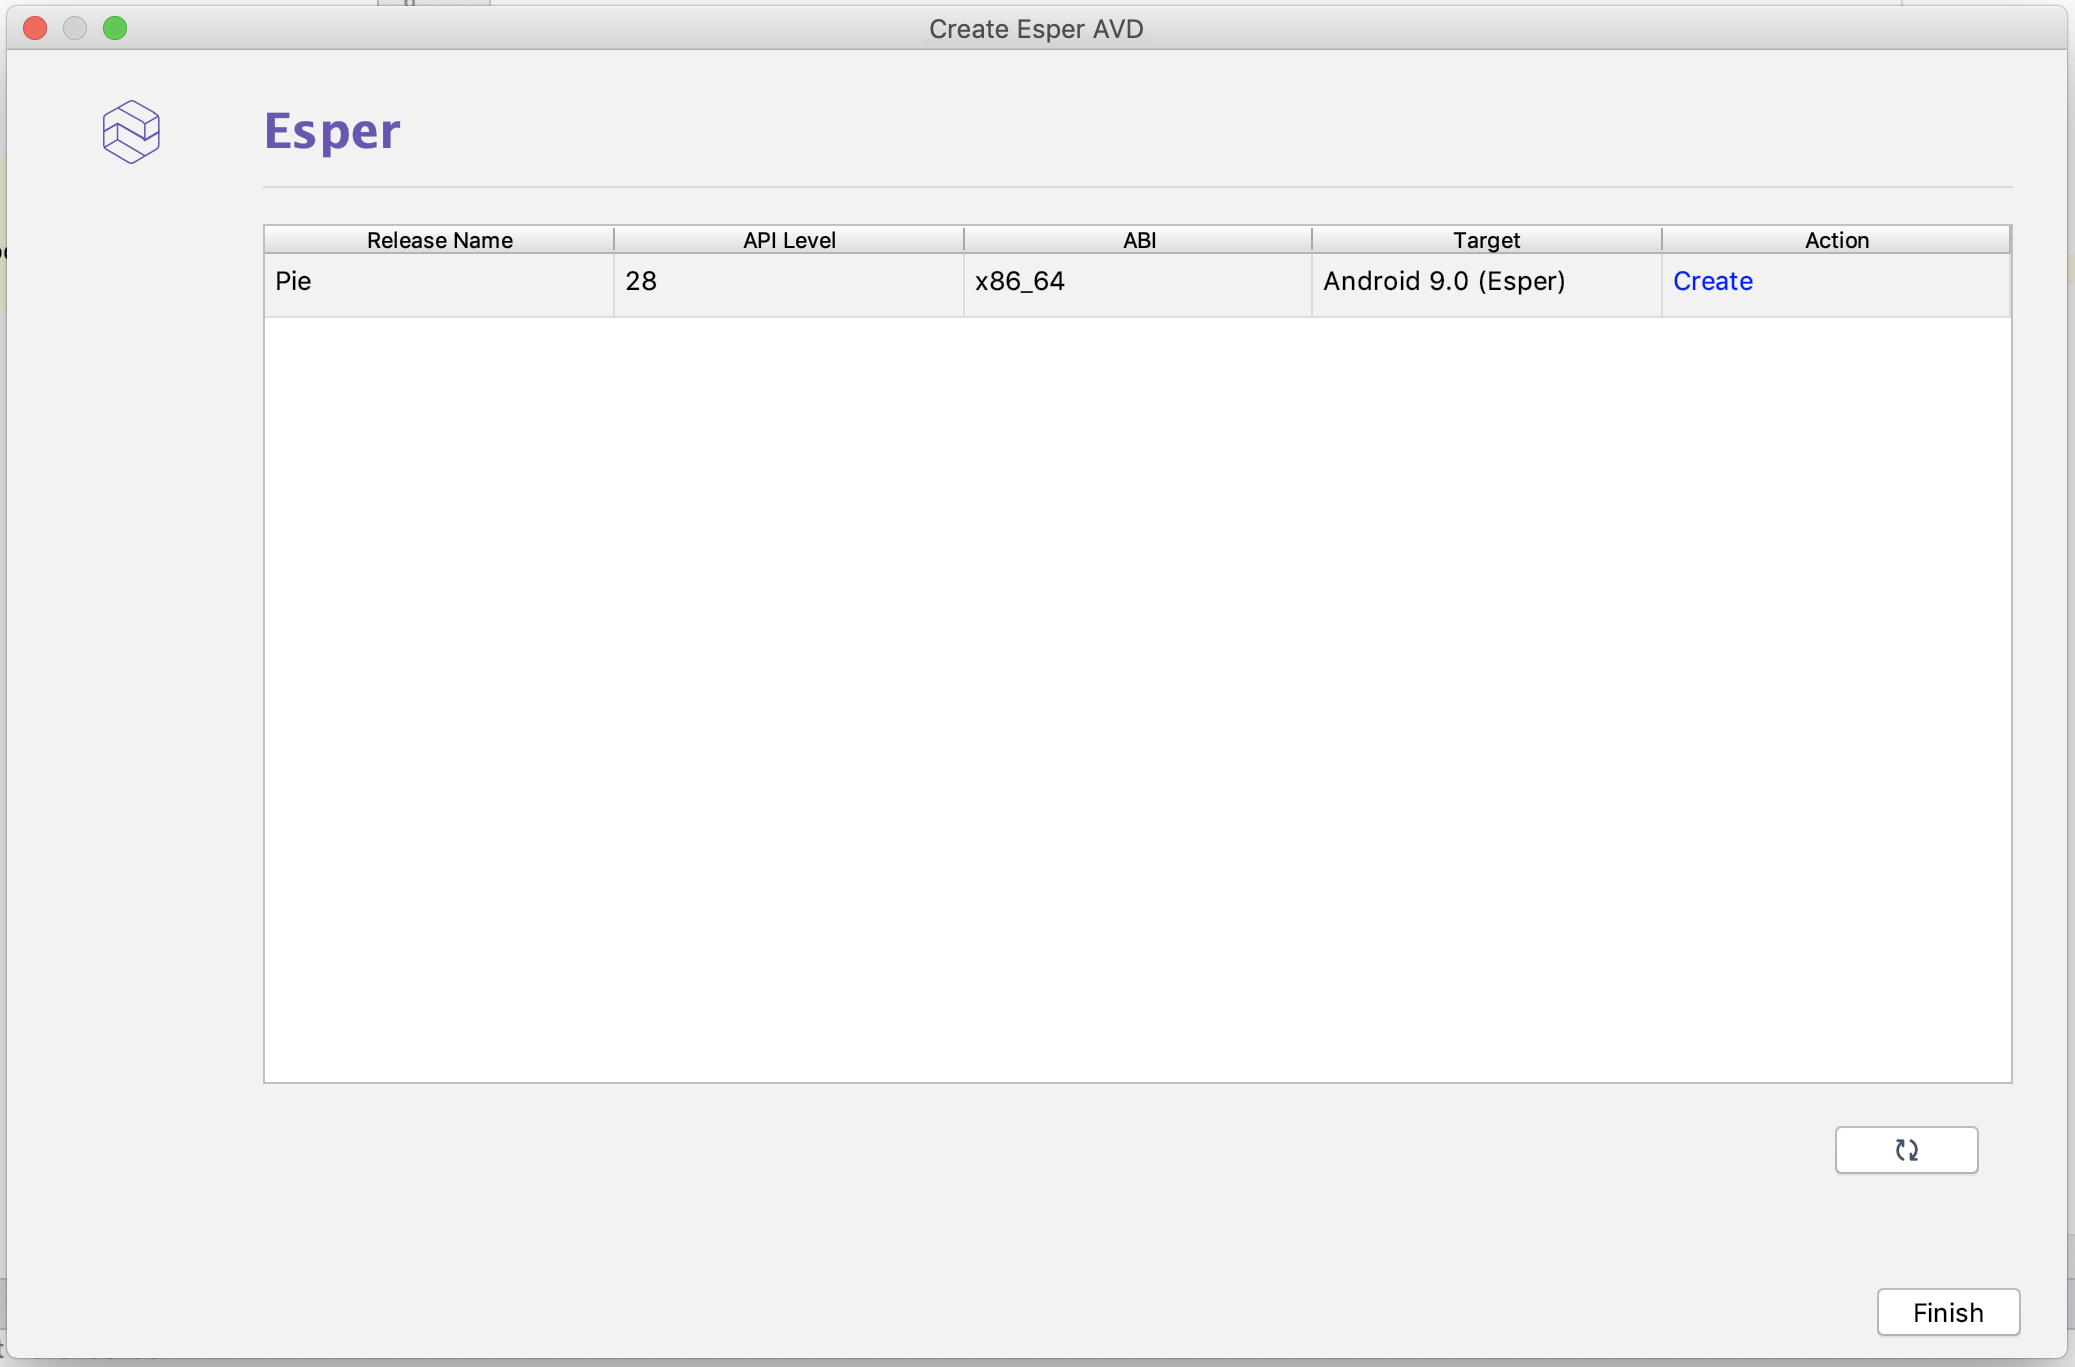 Create Esper AVD
Esper
Release Name API Level ABI Target Action
Pie 28 x86_64 Android 9.0 (Esper) Create
Finish